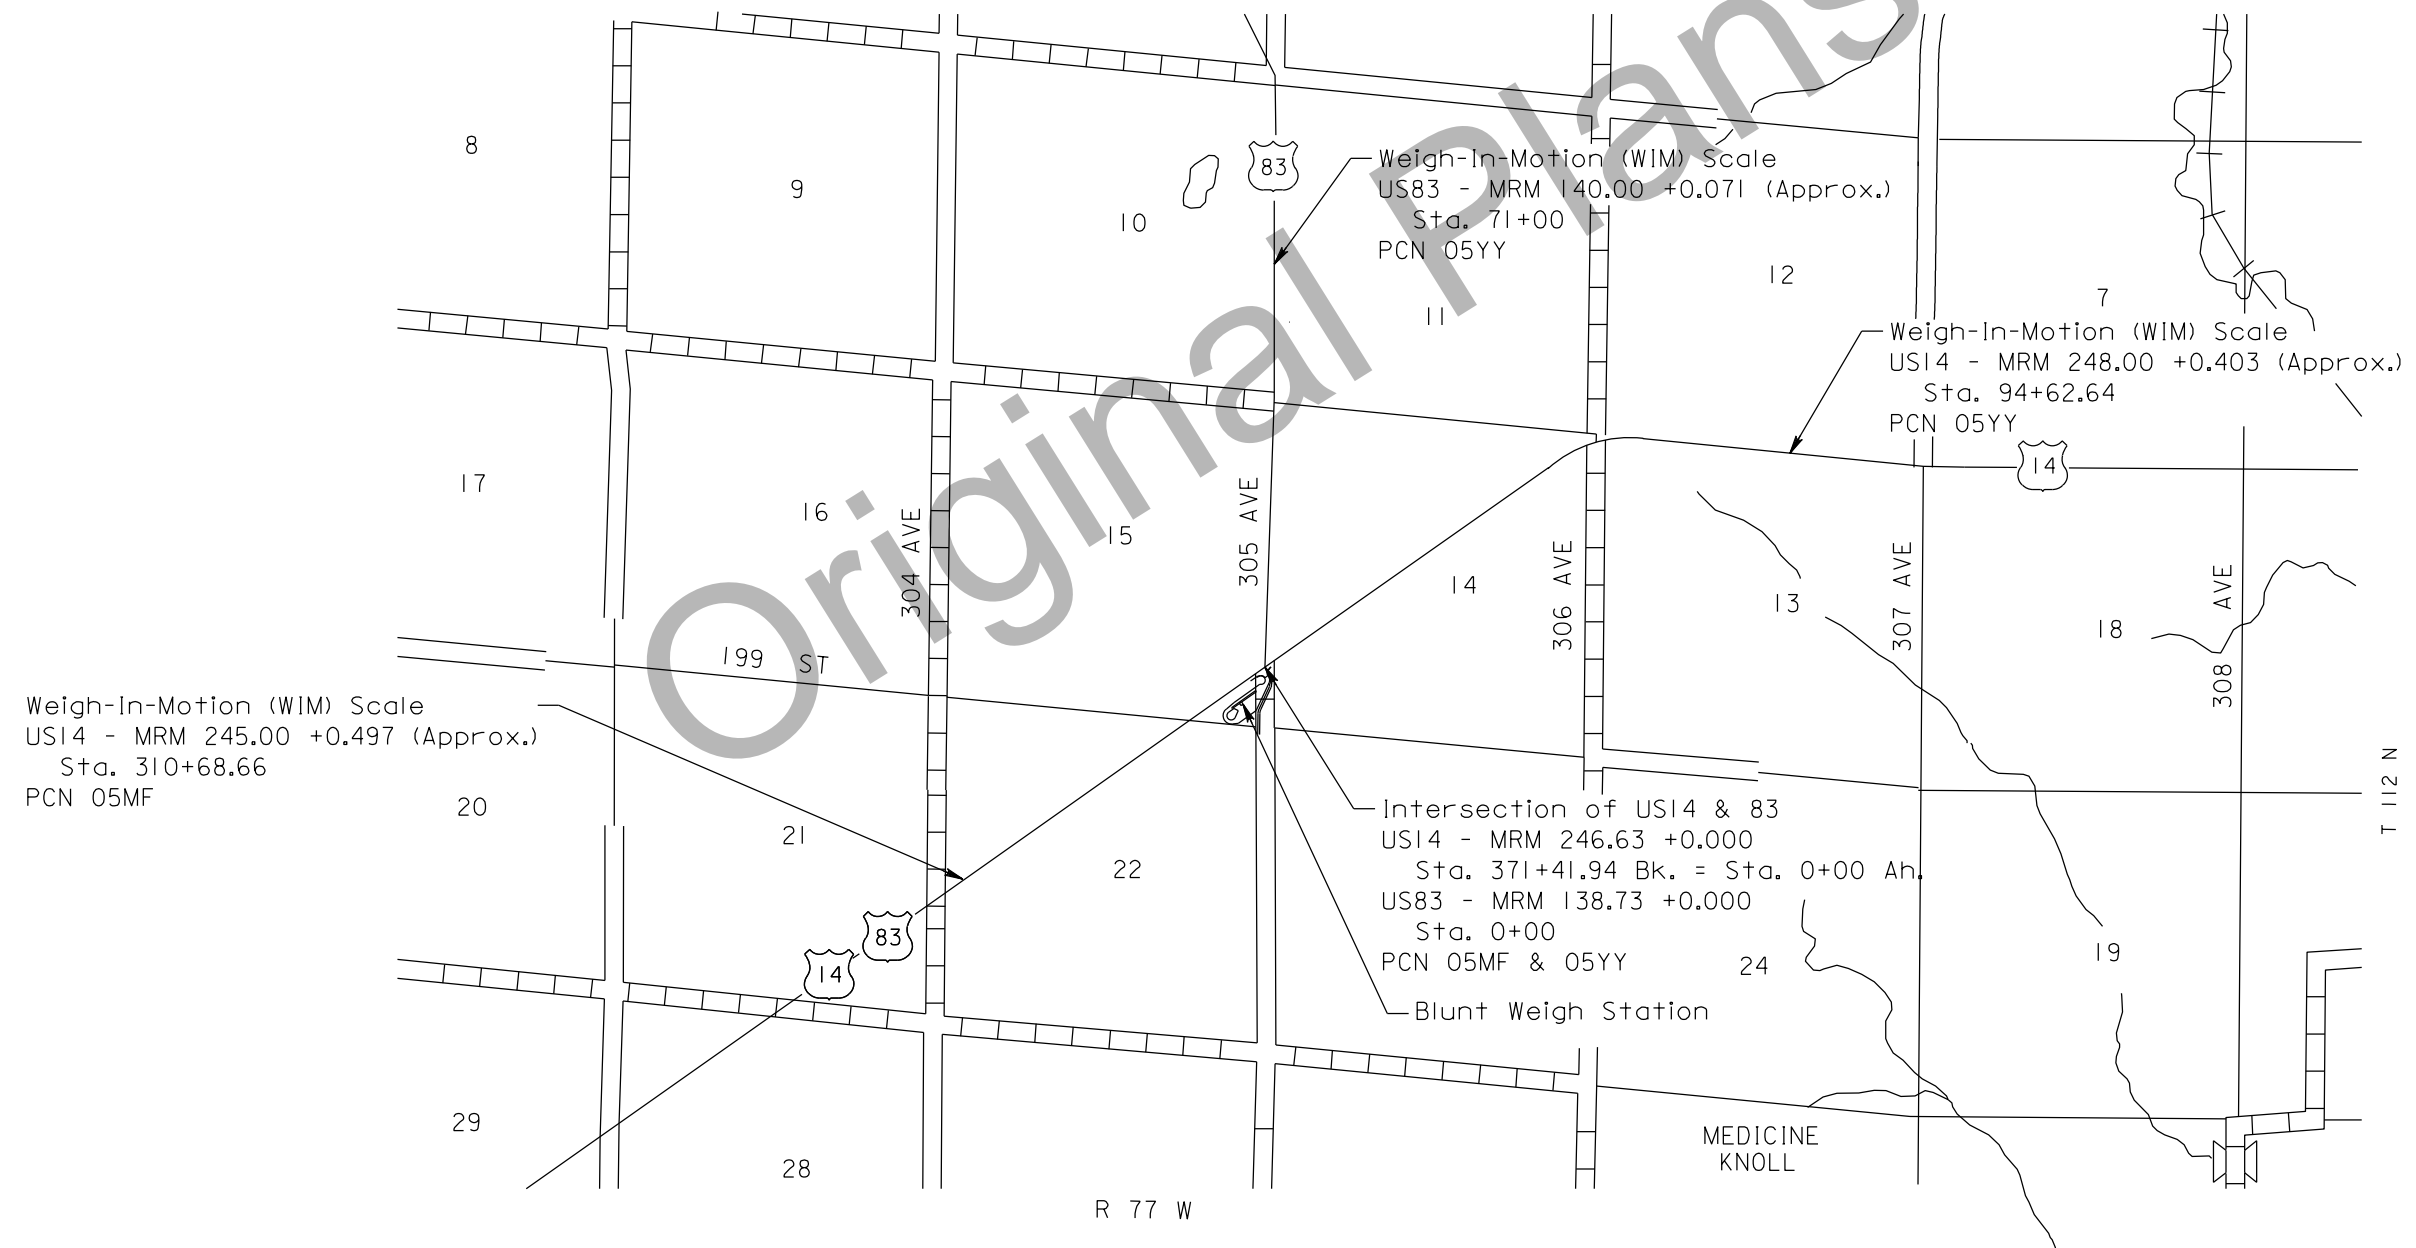 Original Plans
8
9
10
83
Weigh-In-Motion (WIM) Scale
US83 - MRM 140.00 +0.071 (Approx.)
Sta. 71+00
PCN 05YY
11
12
7
Weigh-In-Motion (WIM) Scale
US14 - MRM 248.00 +0.403 (Approx.)
Sta. 94+62.64
PCN 05YY
14
17
16
304 AVE
15
305 AVE
14
306 AVE
13
307 AVE
18
308 AVE
199 ST
Weigh-In-Motion (WIM) Scale
US14 - MRM 245.00 +0.497 (Approx.)
Sta. 310+68.66
PCN 05MF
20
21
22
Intersection of US14 & 83
US14 - MRM 246.63 +0.000
Sta. 371+41.94 Bk. = Sta. 0+00 Ah.
US83 - MRM 138.73 +0.000
Sta. 0+00
PCN 05MF & 05YY
Blunt Weigh Station
83
14
24
19
T 112 N
29
28
MEDICINE
KNOLL
R 77 W